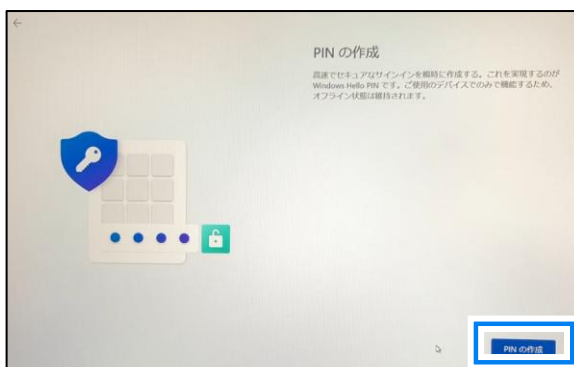 PIN の作成
高速でセキュアなサインインを瞬時に作成する。これを実現するのが
Windows Hello PIN です。ご使用のデバイスでのみで機能するため、
オフライン状態は維持されます。
PIN の作成